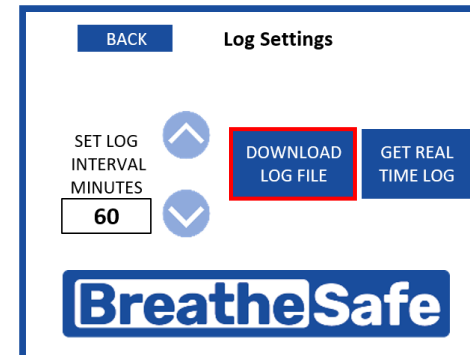 BACK
Log Settings
SET LOG
INTERVAL
MINUTES
60
DOWNLOAD
LOG FILE
GET REAL
TIME LOG
BreatheSafe